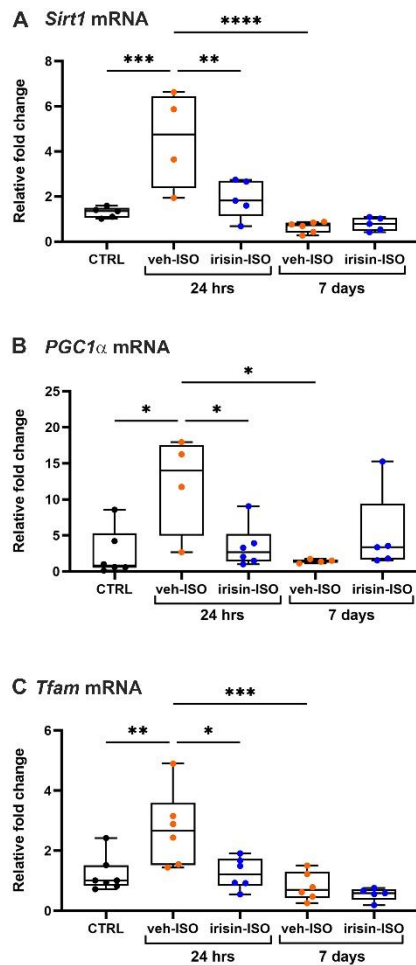 A Sirt1 mRNA
****
*** **
Relative fold change
8
6
4
2
0
CTRL veh-ISO irisin-ISO veh-ISO irisin-ISO
24 hrs 7 days
B PGC1α mRNA
*
* *
Relative fold change
25
20
15
10
5
0
CTRL veh-ISO irisin-ISO veh-ISO irisin-ISO
24 hrs 7 days
C Tfam mRNA
***
** *
Relative fold change
6
5
4
3
2
1
0
CTRL veh-ISO irisin-ISO veh-ISO irisin-ISO
24 hrs 7 days